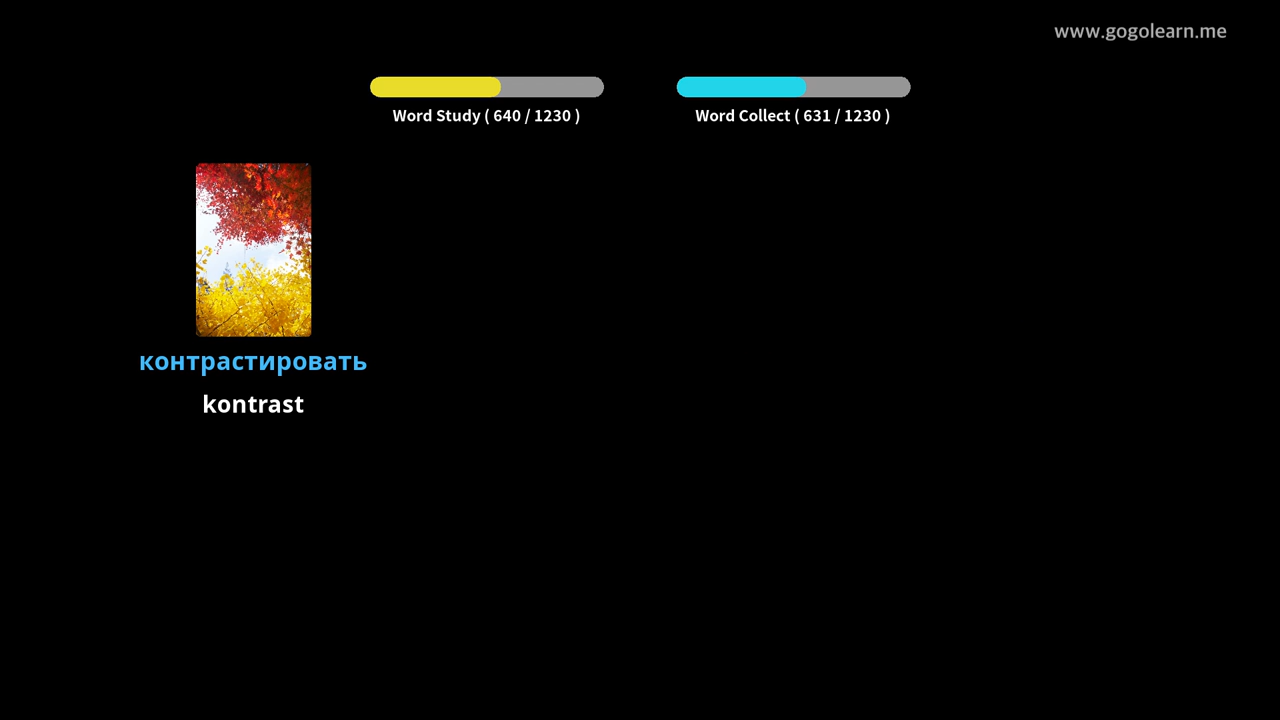 www.gogolearn.me
Word Study ( 640 / 1230 )
Word Collect ( 631 / 1230 )
контрастировать
kontrast